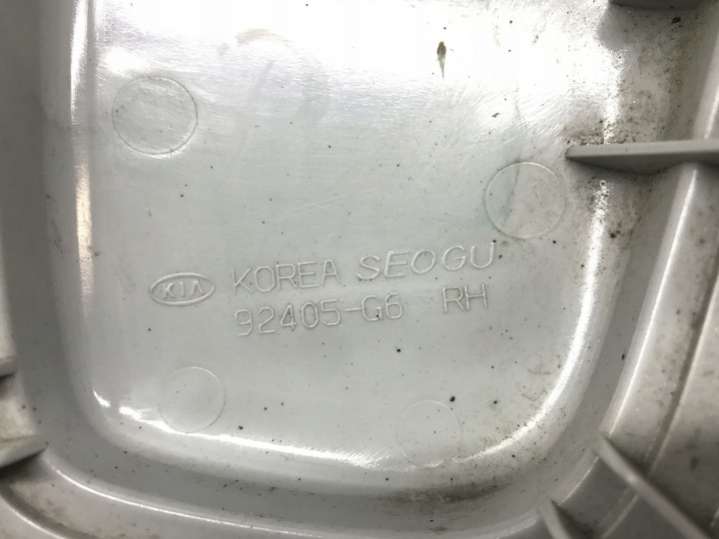 KIA KOREA SEOGU
92405-G6 RH